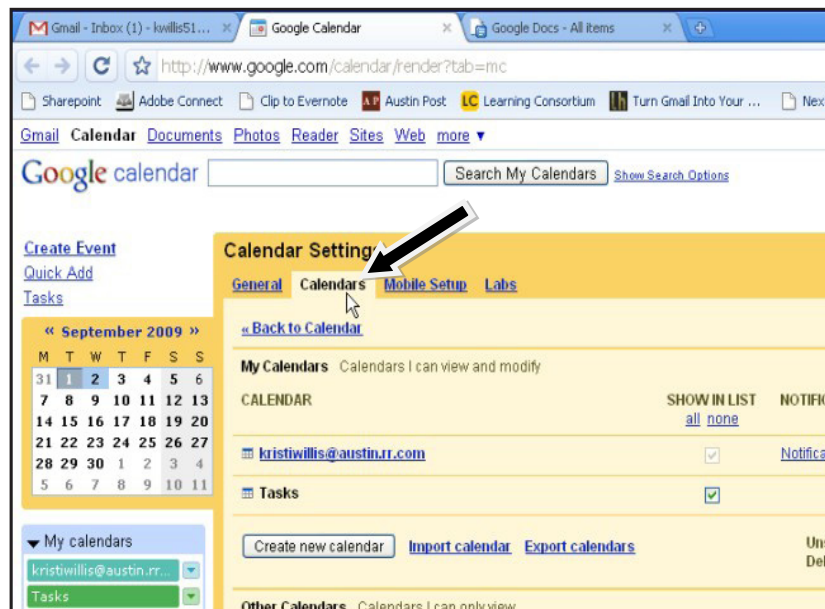 Gmail - Inbox (1) - kwillis51... Google Calendar Google Docs - All items
http://www.google.com/calendar/render?tab=mc
Sharepoint Adobe Connect Clip to Evernote AP Austin Post LC Learning Consortium Turn Gmail Into Your ... Nex
Gmail Calendar Documents Photos Reader Sites Web more ▼
Google calendar Search My Calendars Show Search Options
Create Event
Quick Add
Tasks
Calendar Settings
General Calendars Mobile Setup Labs
« Back to Calendar
« September 2009 »
M T W T F S S
31 1 2 3 4 5 6
7 8 9 10 11 12 13
14 15 16 17 18 19 20
21 22 23 24 25 26 27
28 29 30 1 2 3 4
5 6 7 8 9 10 11
My Calendars Calendars I can view and modify
CALENDAR SHOW IN LIST NOTIFIC
all none
kristiwillis@austin.rr.com Notifica
Tasks
Create new calendar Import calendar Export calendars Uns
Del
My calendars
kristiwillis@austin.rr...
Tasks
Other Calendars Calendars I can only view